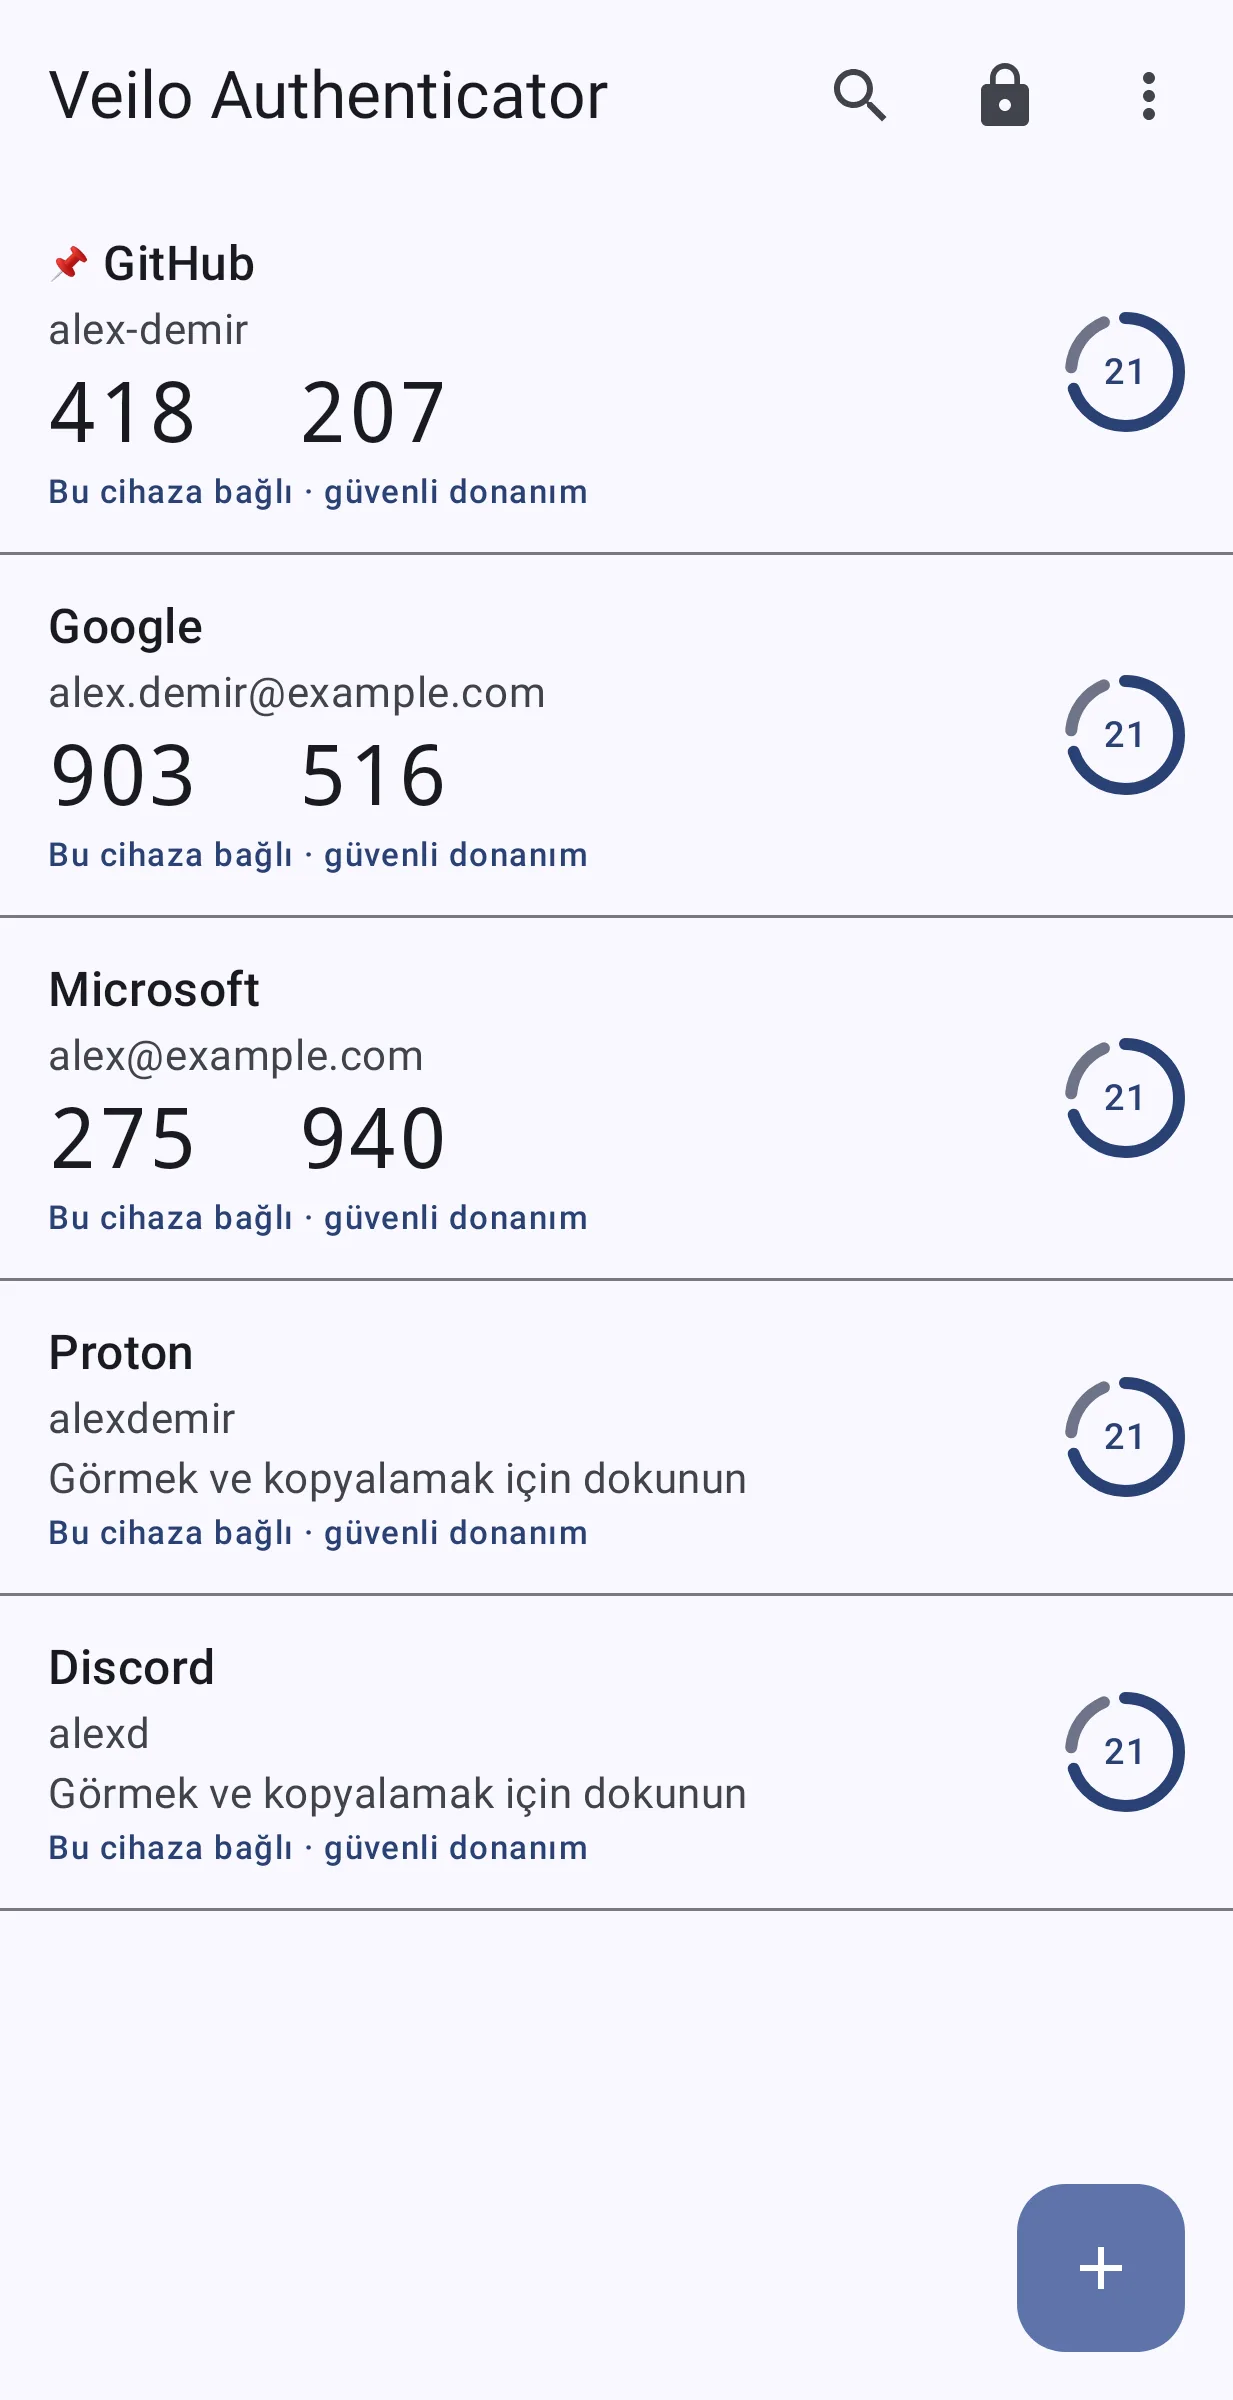 Veilo Authenticator
📌 GitHub
alex-demir
418 207
21
Bu cihaza bağlı · güvenli donanım
Google
alex.demir@example.com
903 516
21
Bu cihaza bağlı · güvenli donanım
Microsoft
alex@example.com
275 940
21
Bu cihaza bağlı · güvenli donanım
Proton
alexdemir
Görmek ve kopyalamak için dokunun
21
Bu cihaza bağlı · güvenli donanım
Discord
alexd
Görmek ve kopyalamak için dokunun
21
Bu cihaza bağlı · güvenli donanım